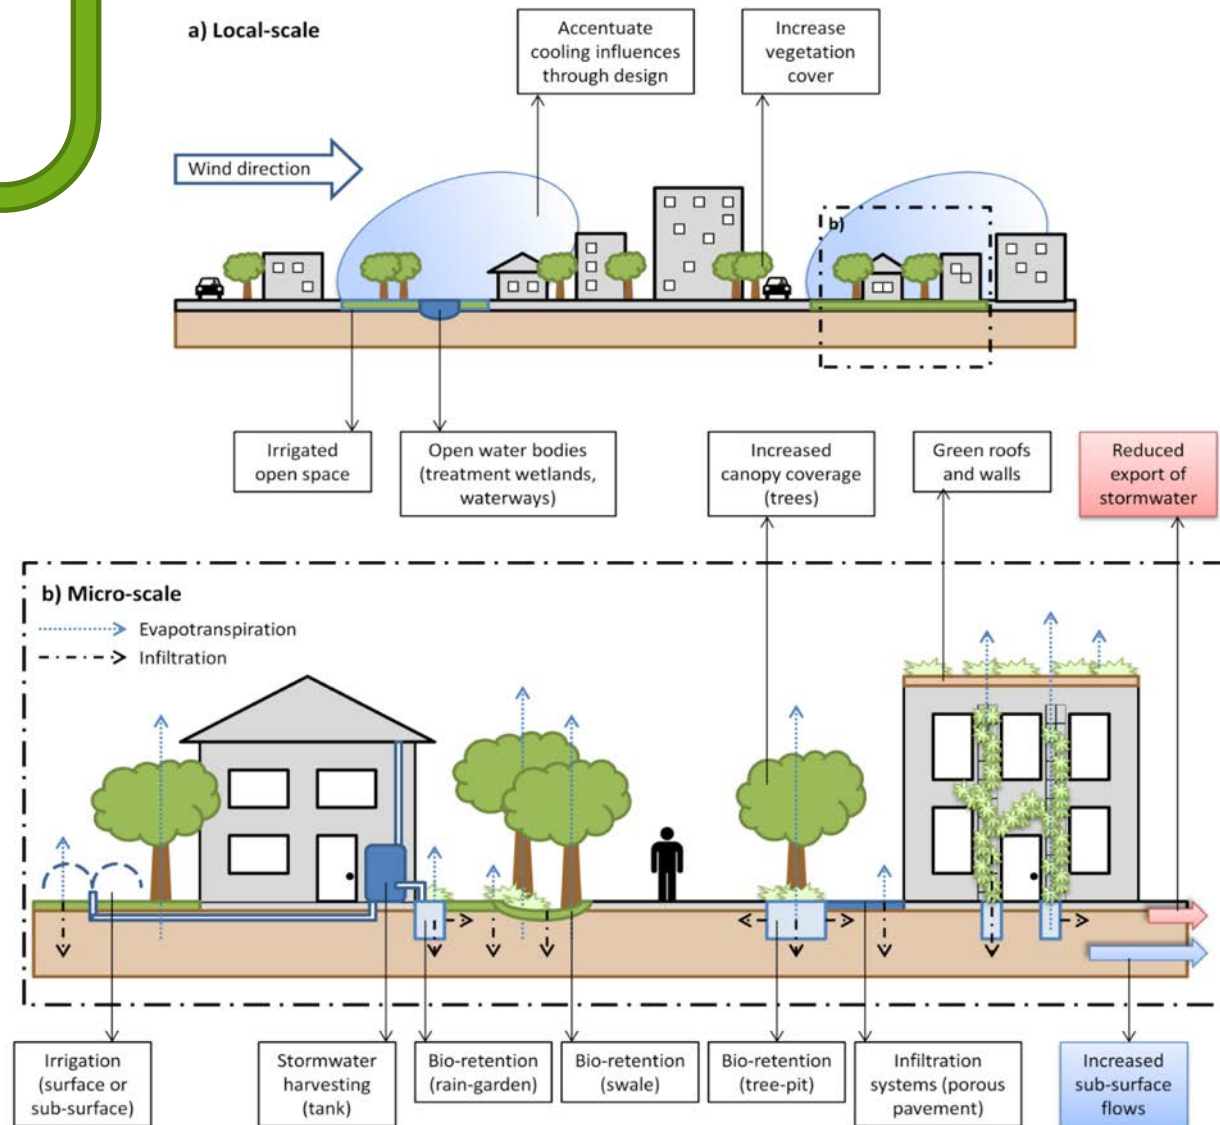 a) Local-scale
Accentuate
cooling influences
through design
Increase
vegetation
cover
Wind direction
b)
Irrigated
open space
Open water bodies
(treatment wetlands,
waterways)
Increased
canopy coverage
(trees)
Green roofs
and walls
Reduced
export of
stormwater
b) Micro-scale
Evapotranspiration
Infiltration
Irrigation
(surface or
sub-surface)
Stormwater
harvesting
(tank)
Bio-retention
(rain-garden)
Bio-retention
(swale)
Bio-retention
(tree-pit)
Infiltration
systems (porous
pavement)
Increased
sub-surface
flows